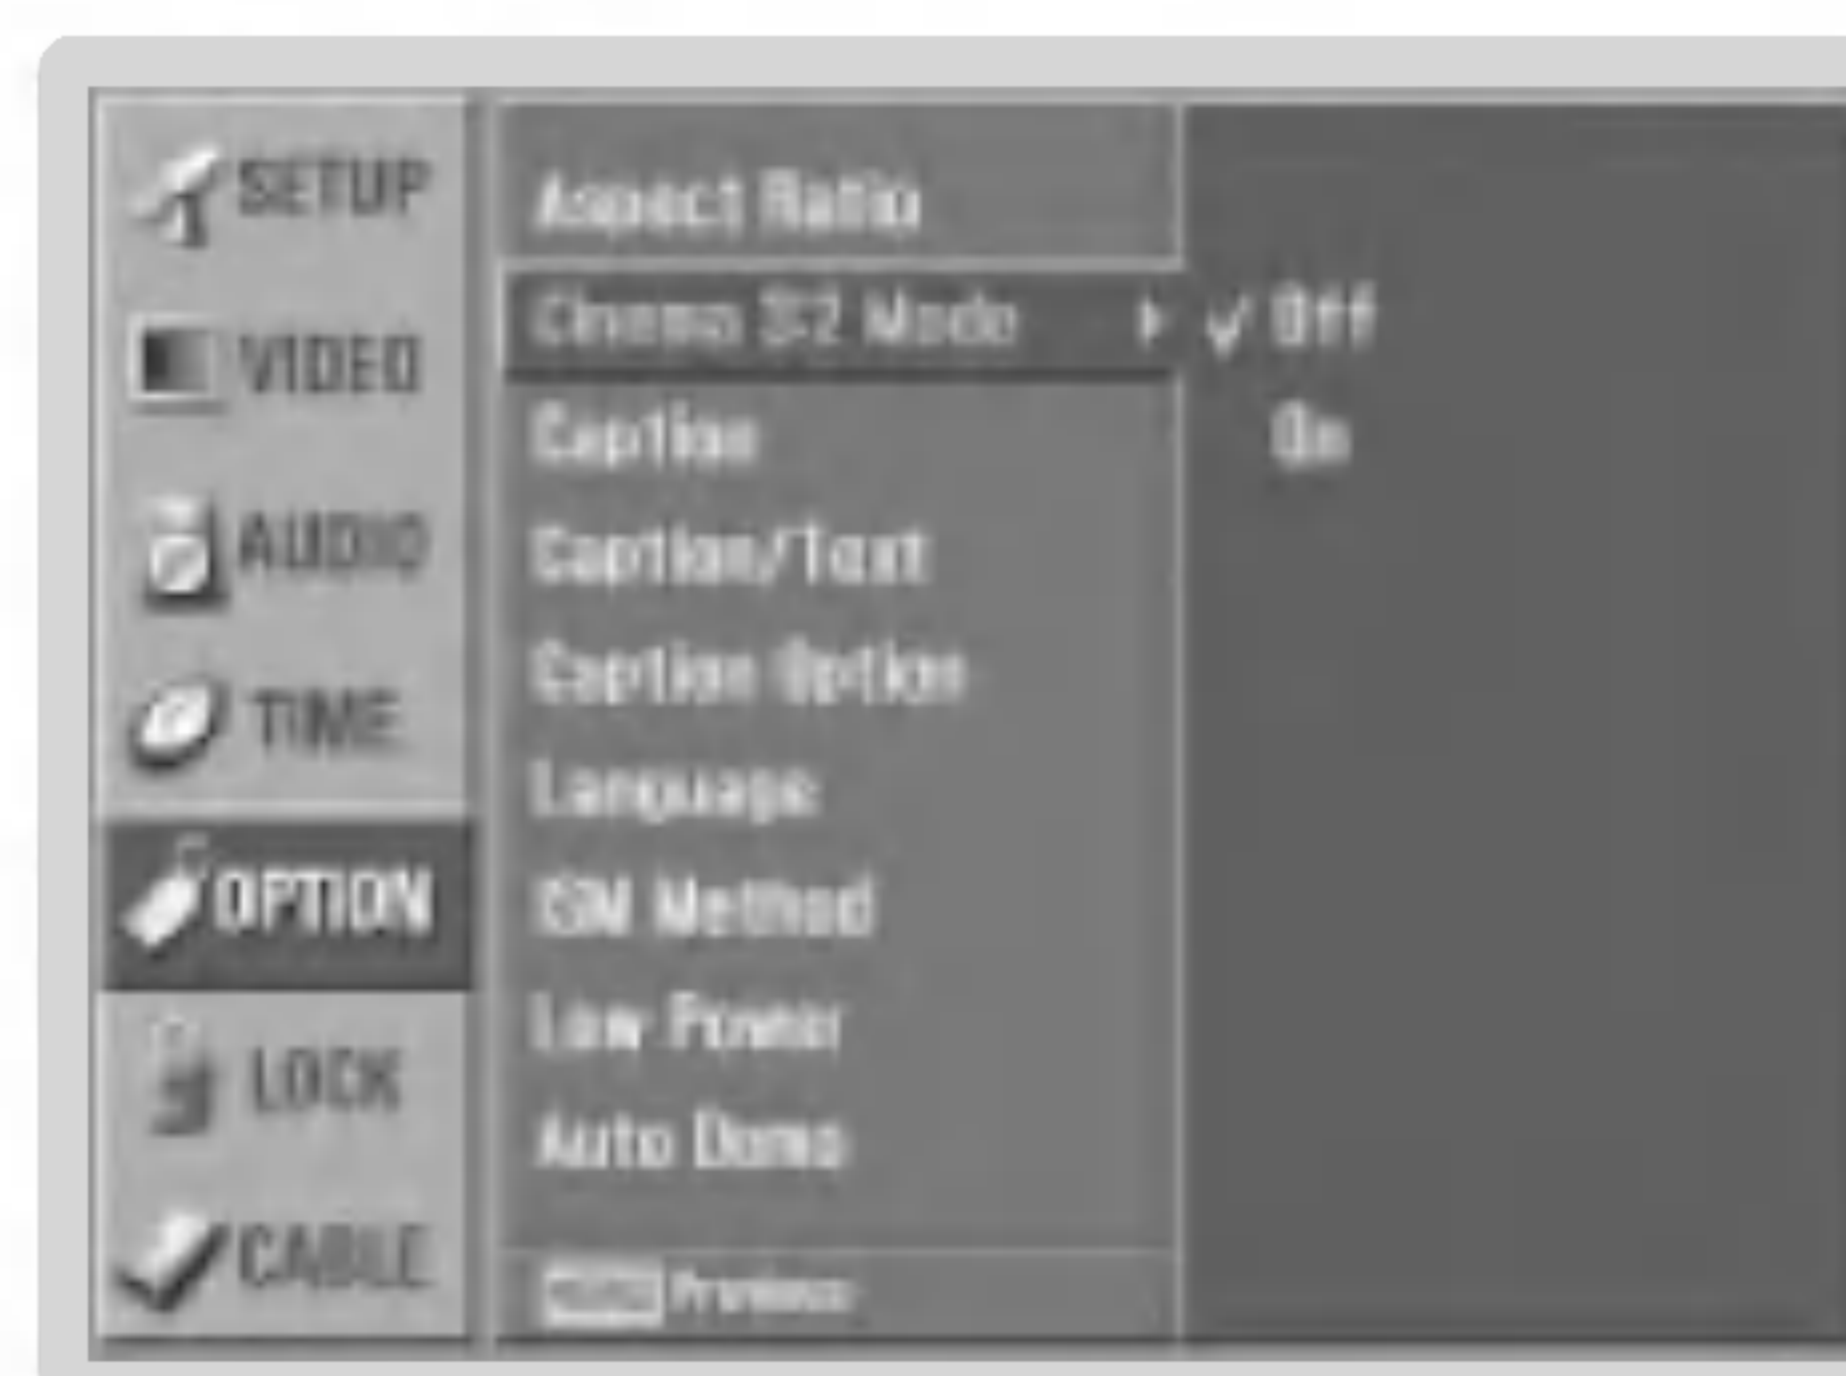 SETUP
VIDEO
AUDIO
TIME
OPTION
LOCK
CABLE
Aspect Ratio
Cinema 3:2 Mode
Caption
Caption/Text
Caption Option
Language
ISM Method
Low Power
Auto Demo
Previous
Off
On